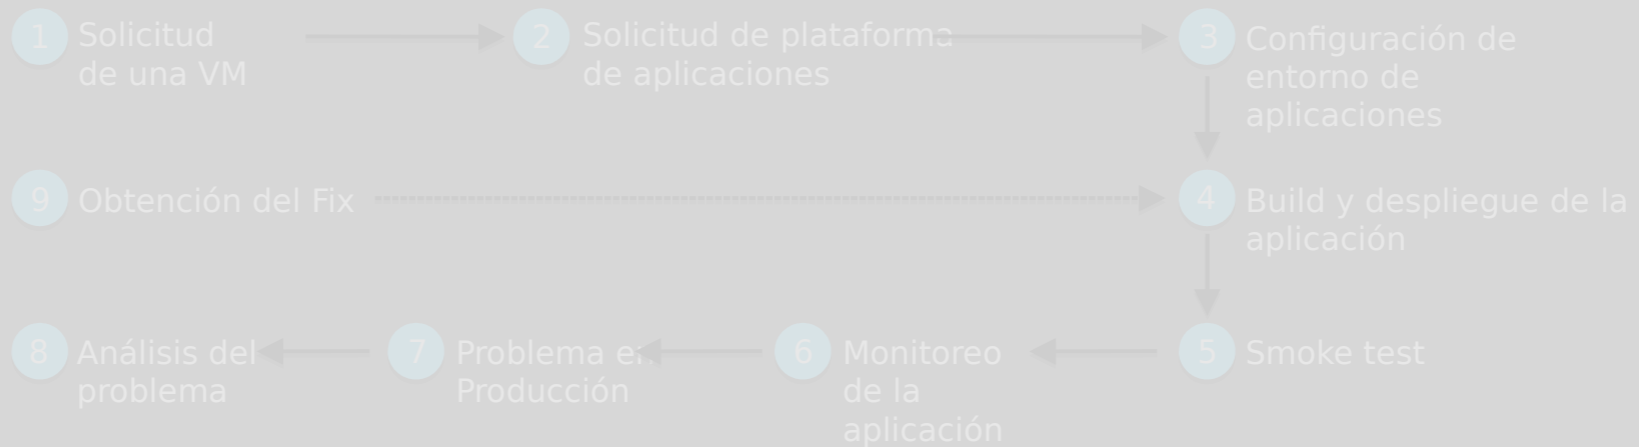 1 Solicitud
de una VM
2 Solicitud de plataforma
de aplicaciones
3 Configuración de
entorno de
aplicaciones
9 Obtención del Fix
4 Build y despliegue de la
aplicación
8 Análisis del
problema
7 Problema en
Producción
6 Monitoreo
de la
aplicación
5 Smoke test